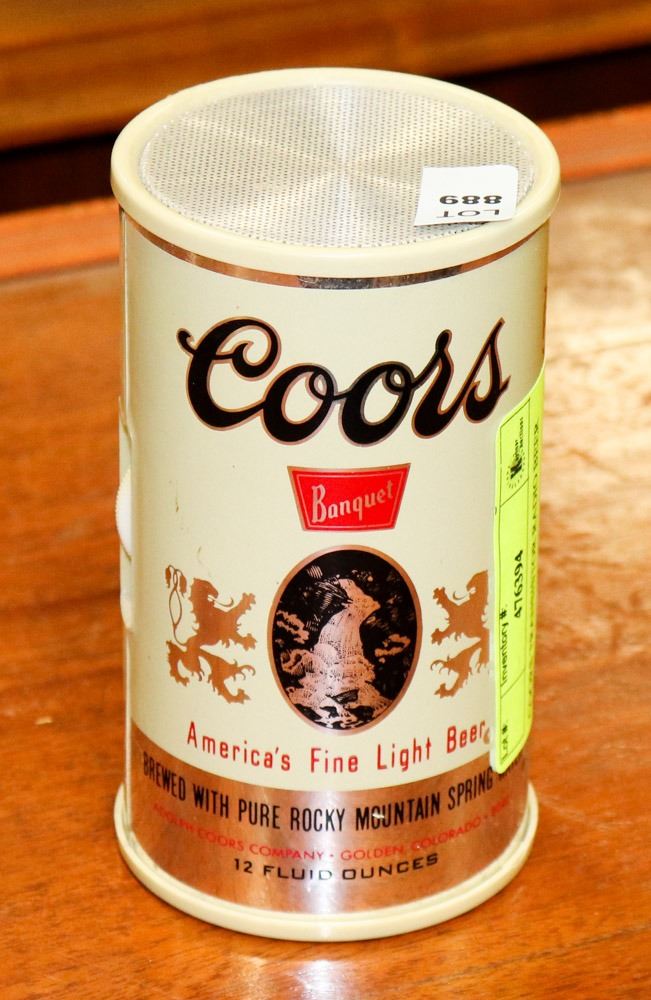 LOT
889
Coors
Banquet
America's Fine Light Beer
BREWED WITH PURE ROCKY MOUNTAIN SPRING
ADOLPH COORS COMPANY • GOLDEN, COLORADO •
12 FLUID OUNCES
Lot #:
Inventory #:
476394